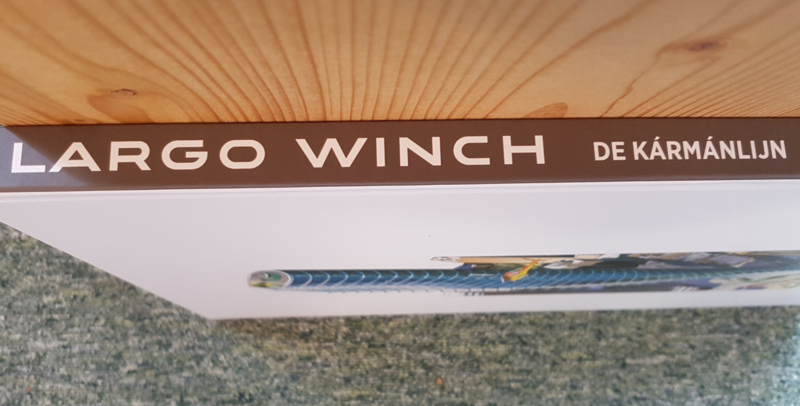 LARGO WINCH DE KÁRMÁNLIJN